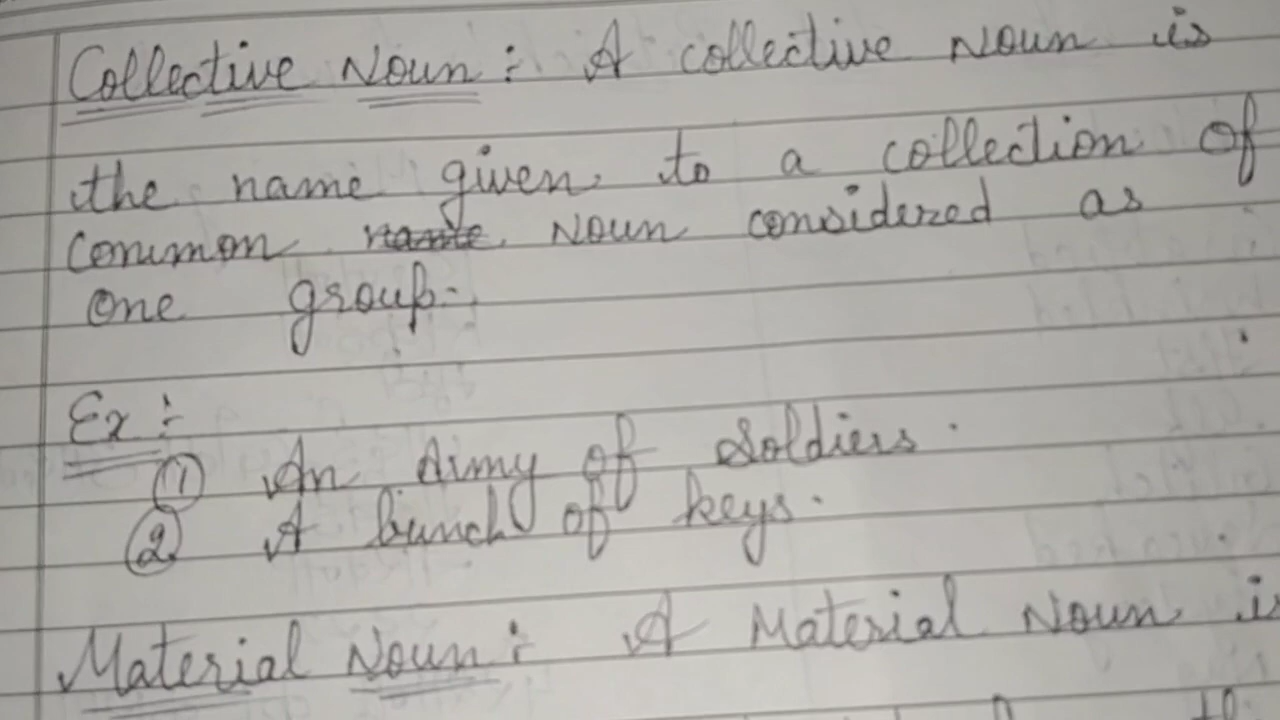 Collective Noun : A collective Noun is
the name given to a collection of
common Noun considered as
one group.
Ex :
① An Army of Soldiers.
② A bunch of keys.
Material Noun : A Material Noun is